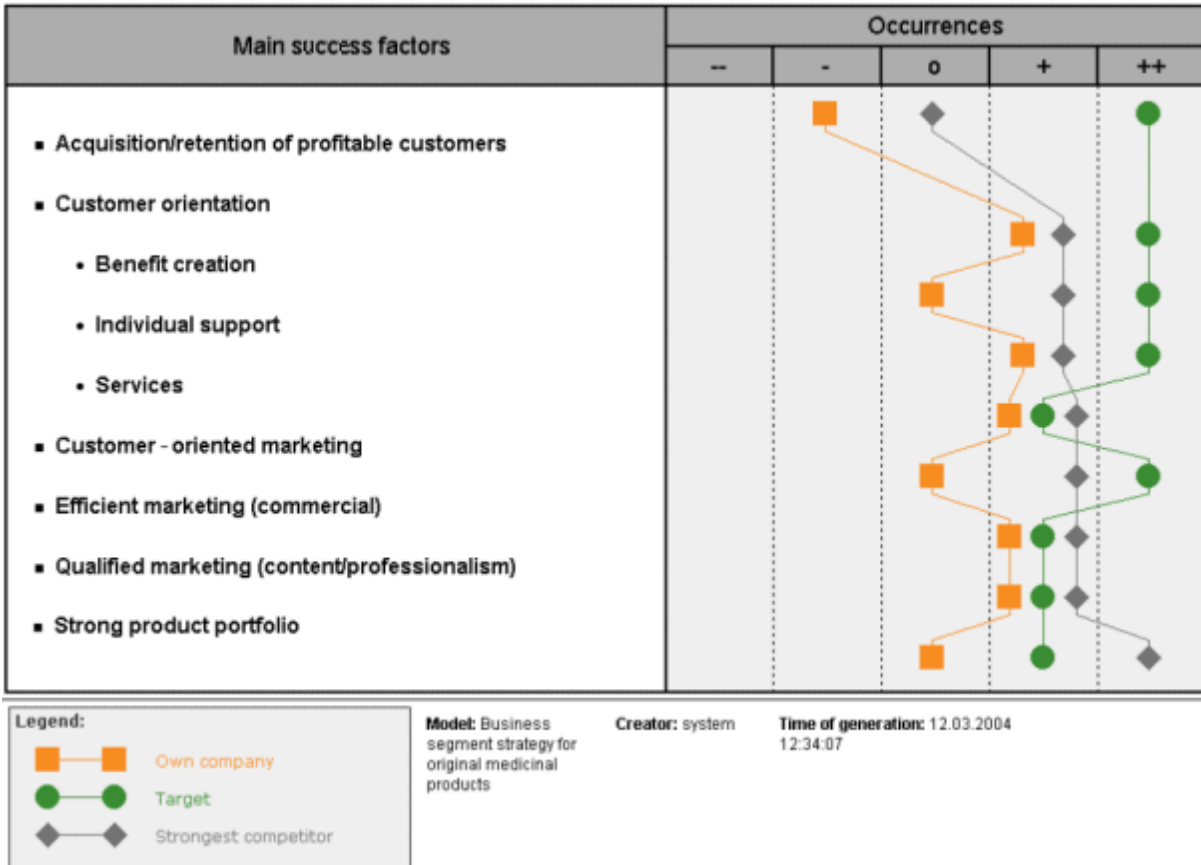 Main success factors
Occurrences
-- - o + ++
▪ Acquisition/retention of profitable customers
▪ Customer orientation
• Benefit creation
• Individual support
• Services
▪ Customer - oriented marketing
▪ Efficient marketing (commercial)
▪ Qualified marketing (content/professionalism)
▪ Strong product portfolio
Legend:
Own company
Target
Strongest competitor
Model: Business
segment strategy for
original medicinal
products
Creator: system
Time of generation: 12.03.2004
12:34:07